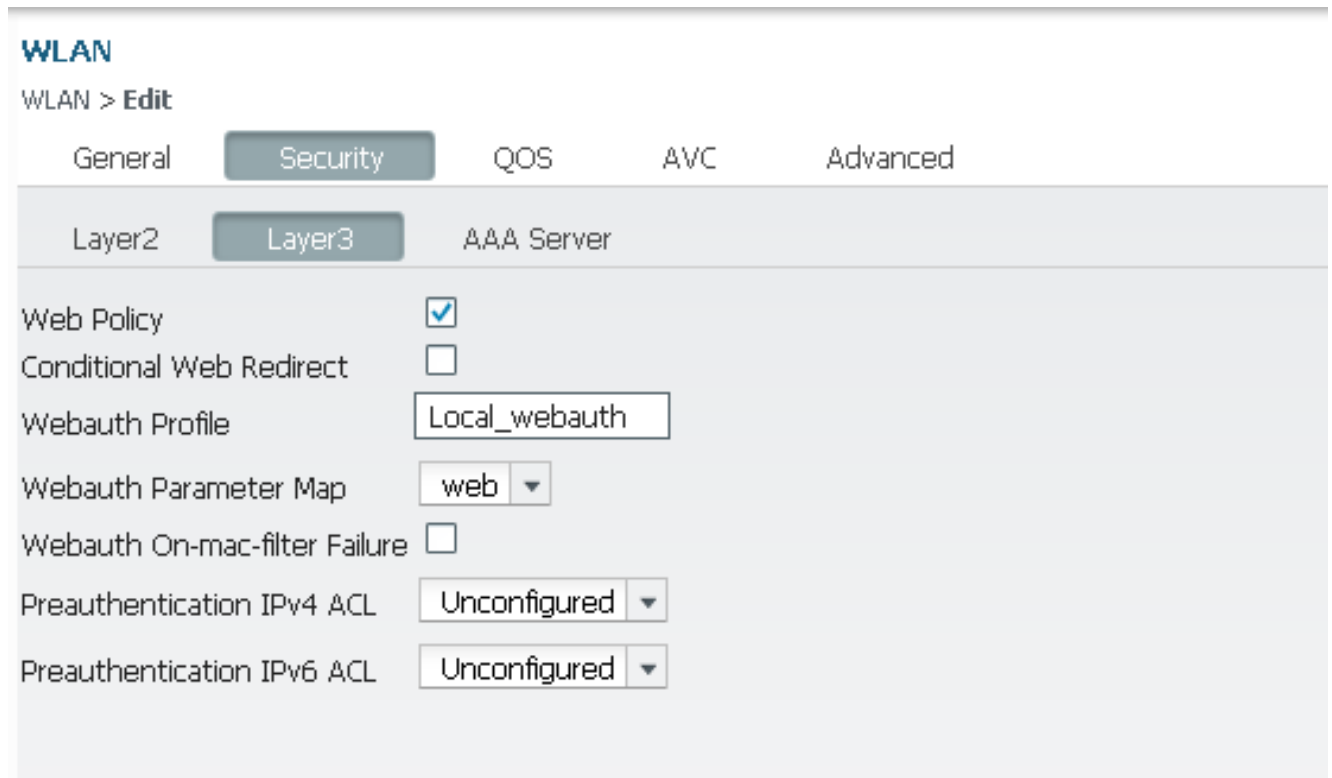 WLAN
WLAN > Edit
General Security QOS AVC Advanced
Layer2 Layer3 AAA Server
Web Policy
Conditional Web Redirect
Webauth Profile Local_webauth
Webauth Parameter Map web
Webauth On-mac-filter Failure
Preauthentication IPv4 ACL Unconfigured
Preauthentication IPv6 ACL Unconfigured